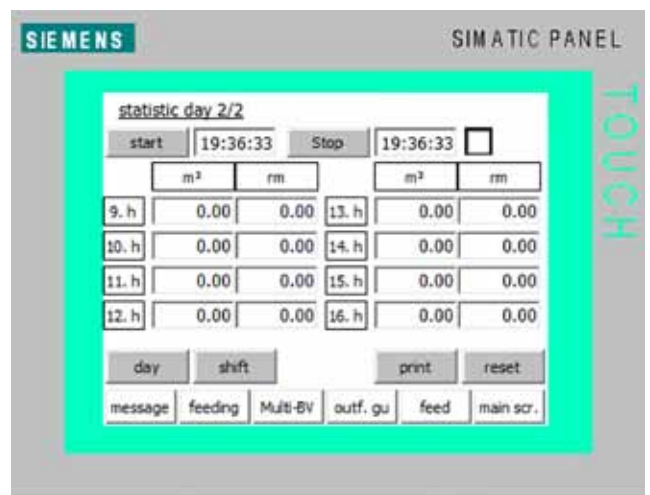 SIEMENS SIMATIC PANEL
TOUCH
statistic day 2/2
start 19:36:33 Stop 19:36:33
m³ rm m³ rm
9. h 0.00 0.00 13. h 0.00 0.00
10. h 0.00 0.00 14. h 0.00 0.00
11. h 0.00 0.00 15. h 0.00 0.00
12. h 0.00 0.00 16. h 0.00 0.00
day shift print reset
message feeding Multi-BV outf. gu feed main scr.